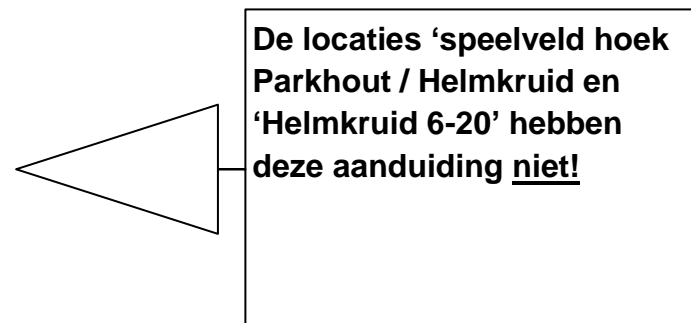 De locaties ‘speelveld hoek
Parkhout / Helmkruid en
‘Helmkruid 6-20’ hebben
deze aanduiding niet!